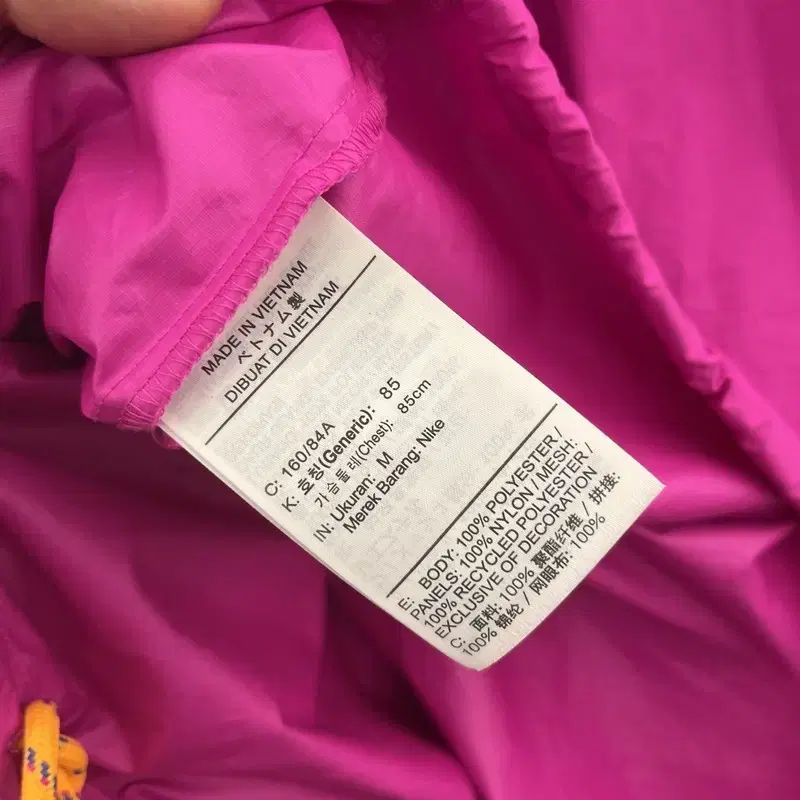 MADE IN VIETNAM
ベトナム製
DIBUAT DI VIETNAM
C: 160/84A
K: 호칭(Generic): 85
가슴둘레(Chest): 85cm
IN: Ukuran: M
Merek Barang: Nike
E: BODY: 100% POLYESTER/
PANELS: 100% NYLON/ MESH:
100% RECYCLED POLYESTER/
EXCLUSIVE OF DECORATION
C: 面料: 100% 聚酯纤维 / 拼接:
100% 锦纶 / 网眼布: 100%